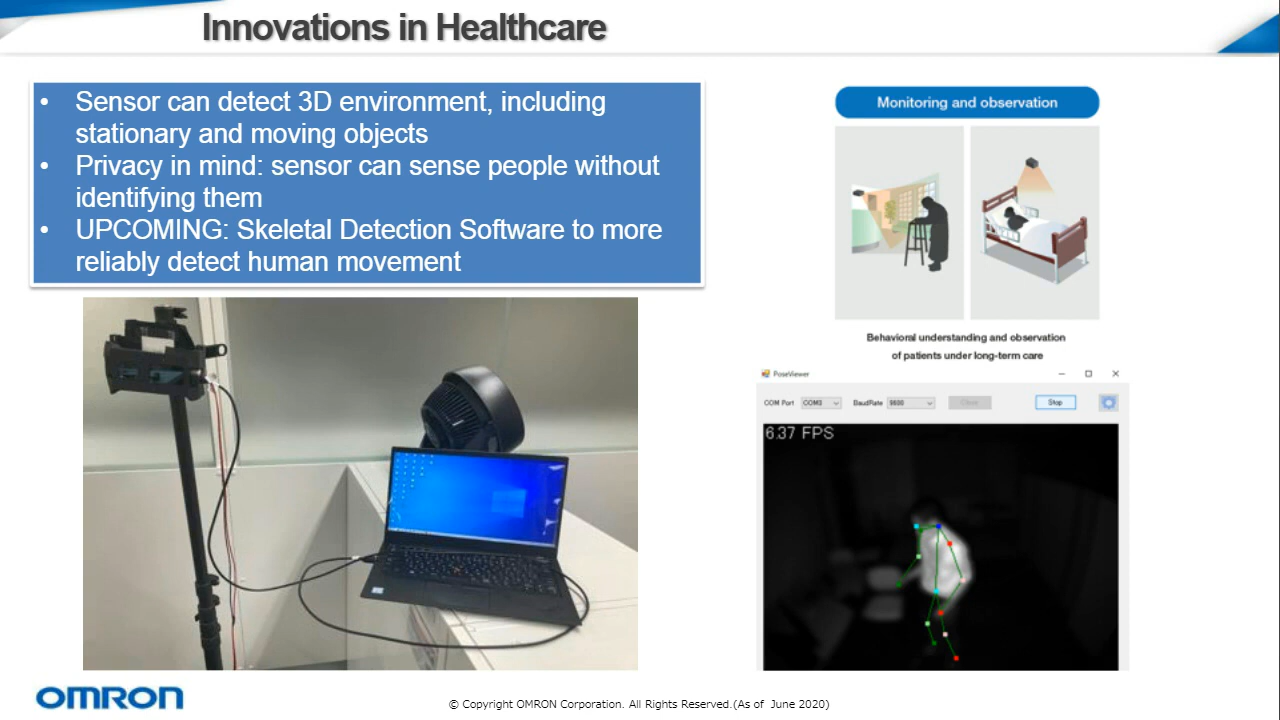 Innovations in Healthcare
• Sensor can detect 3D environment, including
stationary and moving objects
• Privacy in mind: sensor can sense people without
identifying them
• UPCOMING: Skeletal Detection Software to more
reliably detect human movement
Monitoring and observation
Behavioral understanding and observation
of patients under long-term care
PoseViewer
COM Port COM3 BaudRate 9600 Stop
6.37 FPS
OMRON
© Copyright OMRON Corporation. All Rights Reserved.(As of June 2020)